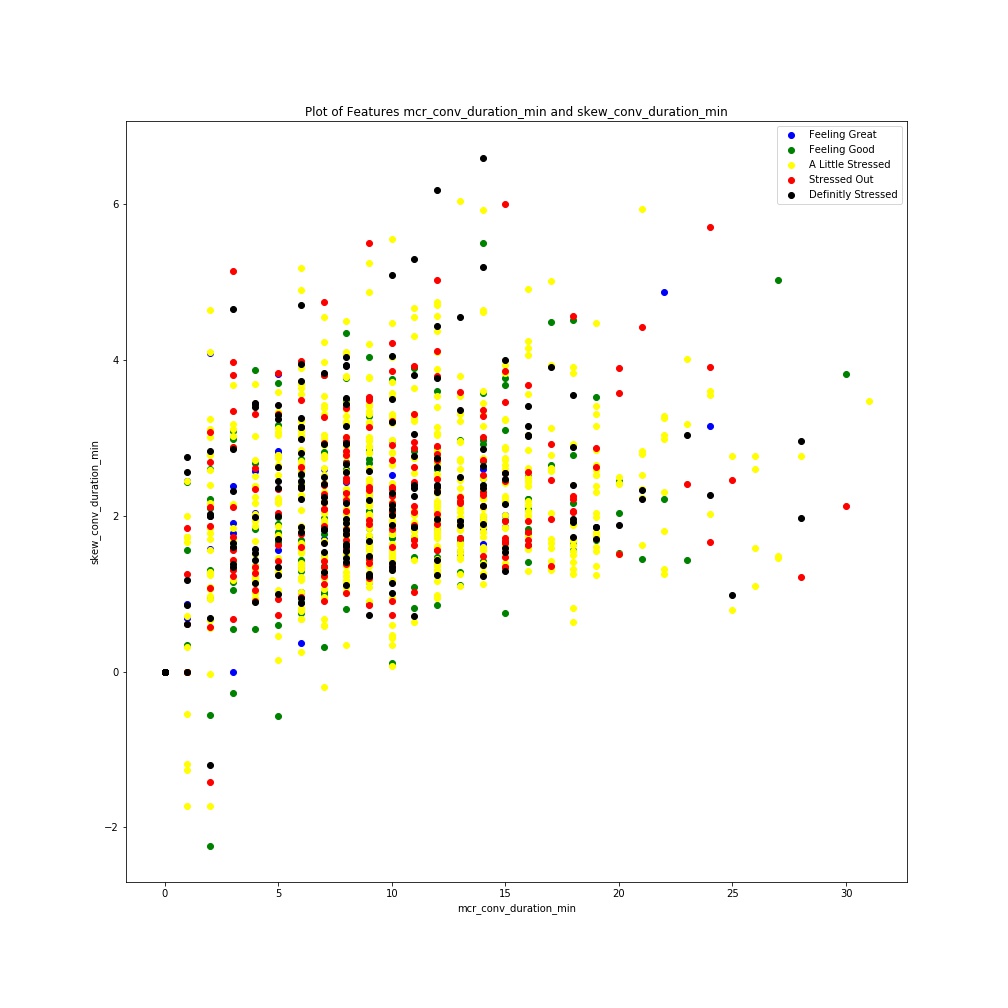 Plot of Features mcr_conv_duration_min and skew_conv_duration_min
Feeling Great
Feeling Good
A Little Stressed
Stressed Out
Definitly Stressed
6
4
2
0
−2
skew_conv_duration_min
0 5 10 15 20 25 30
mcr_conv_duration_min